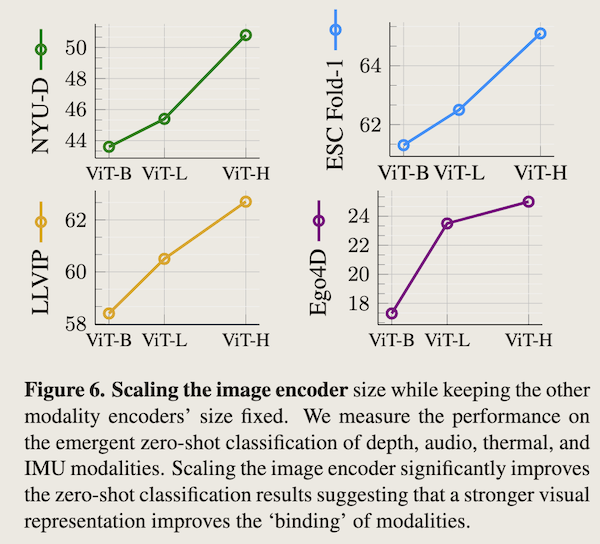 NYU-D
50
48
46
44
ViT-B ViT-L ViT-H
ESC Fold-1
64
62
ViT-B ViT-L ViT-H
LLVIP
62
60
58
ViT-B ViT-L ViT-H
Ego4D
24
22
20
18
ViT-B ViT-L ViT-H
Figure 6. Scaling the image encoder size while keeping the other
modality encoders’ size fixed. We measure the performance on
the emergent zero-shot classification of depth, audio, thermal, and
IMU modalities. Scaling the image encoder significantly improves
the zero-shot classification results suggesting that a stronger visual
representation improves the ‘binding’ of modalities.